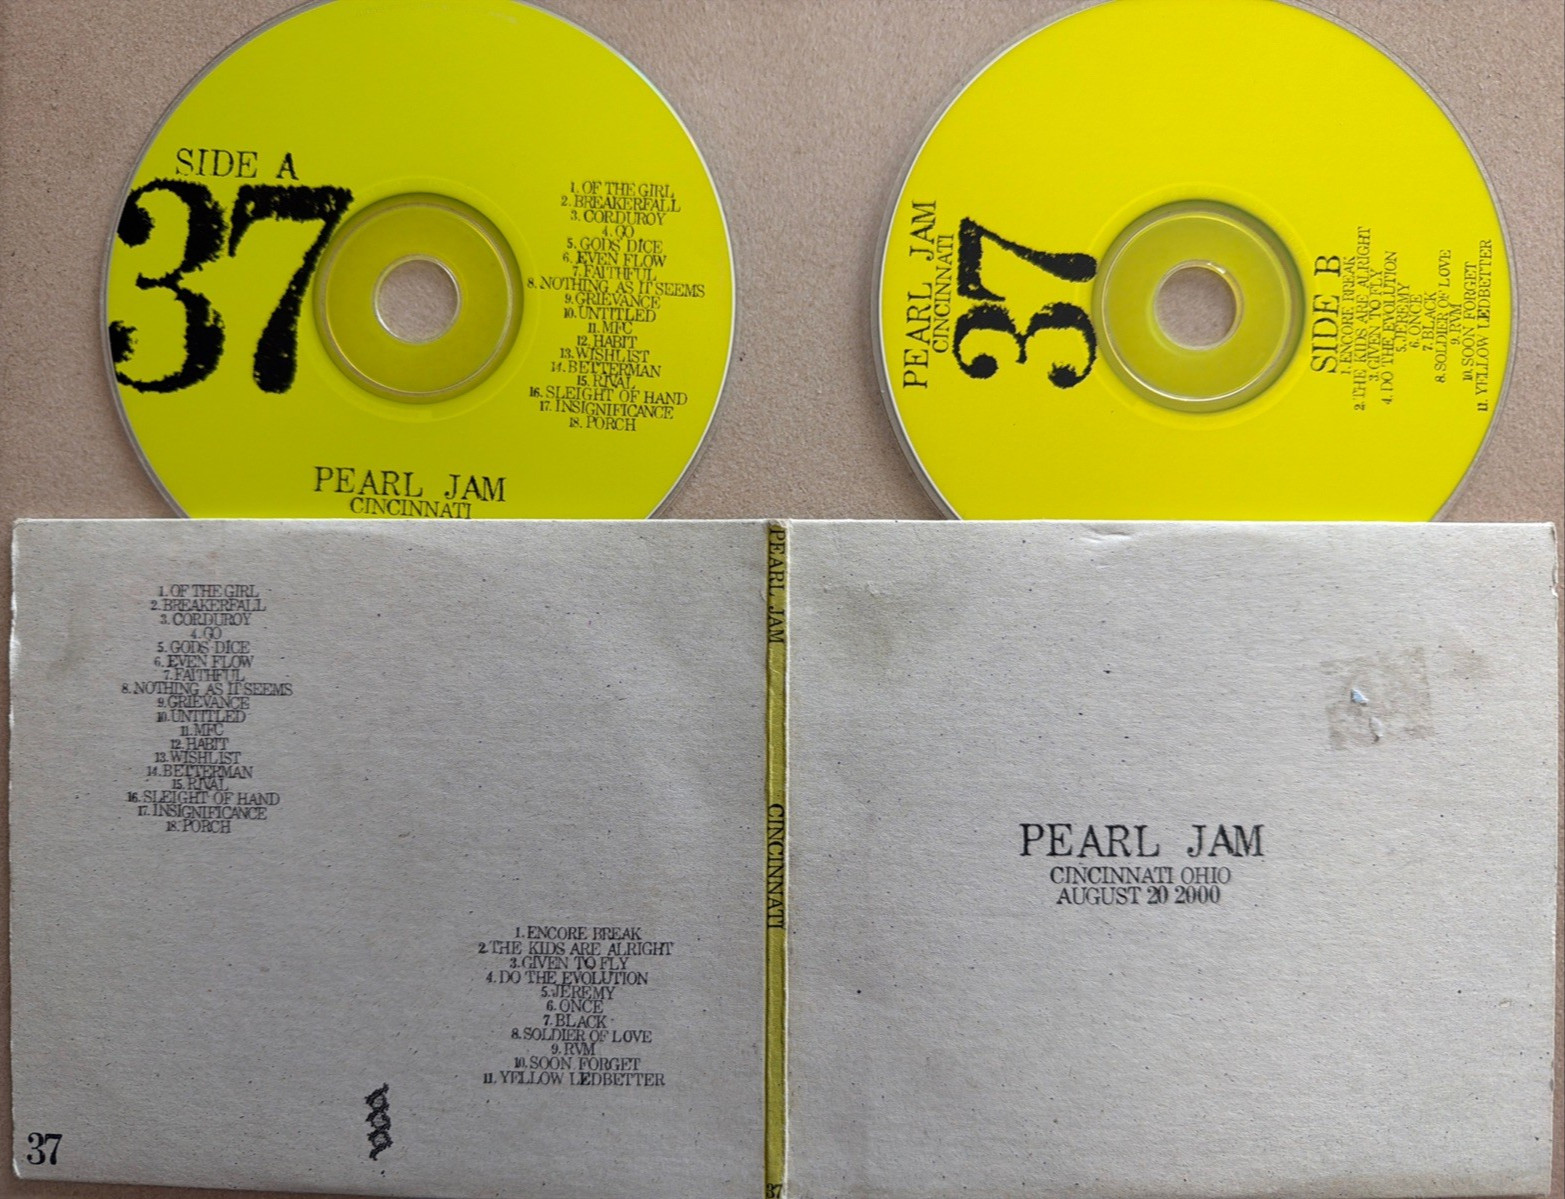 SIDE A
37
1. OF THE GIRL
2. BREAKERFALL
3. CORDUROY
4. GO
5. GODS DICE
6. EVEN FLOW
7. FAITHFUL
8. NOTHING AS IT SEEMS
9. GRIEVANCE
10. UNTITLED
11. MFC
12. HABIT
13. WISHLIST
14. BETTERMAN
15. RIVAL
16. SLEIGHT OF HAND
17. INSIGNIFICANCE
18. PORCH
PEARL JAM
CINCINNATI
PEARL JAM
CINCINNATI
37
SIDE B
1. ENCORE BREAK
2. THE KIDS ARE ALRIGHT
3. GIVEN TO FLY
4. DO THE EVOLUTION
5. JEREMY
6. ONCE
7. BLACK
8. SOLDIER OF LOVE
9. RVM
10. SOON FORGET
11. YELLOW LEDBETTER
1. OF THE GIRL
2. BREAKERFALL
3. CORDUROY
4. GO
5. GODS DICE
6. EVEN FLOW
7. FAITHFUL
8. NOTHING AS IT SEEMS
9. GRIEVANCE
10. UNTITLED
11. MFC
12. HABIT
13. WISHLIST
14. BETTERMAN
15. RIVAL
16. SLEIGHT OF HAND
17. INSIGNIFICANCE
18. PORCH
1. ENCORE BREAK
2. THE KIDS ARE ALRIGHT
3. GIVEN TO FLY
4. DO THE EVOLUTION
5. JEREMY
6. ONCE
7. BLACK
8. SOLDIER OF LOVE
9. RVM
10. SOON FORGET
11. YELLOW LEDBETTER
37
PEARL JAM CINCINNATI 37
PEARL JAM
CINCINNATI OHIO
AUGUST 20 2000